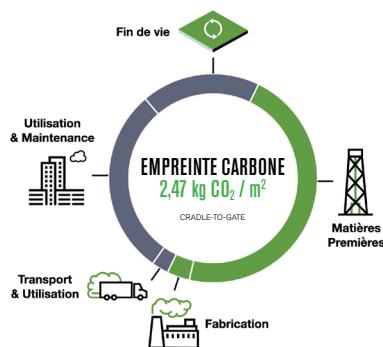 Fin de vie
Utilisation
& Maintenance
EMPREINTE CARBONE
2,47 kg CO₂ / m²
CRADLE-TO-GATE
Matières
Premières
Transport
& Utilisation
Fabrication